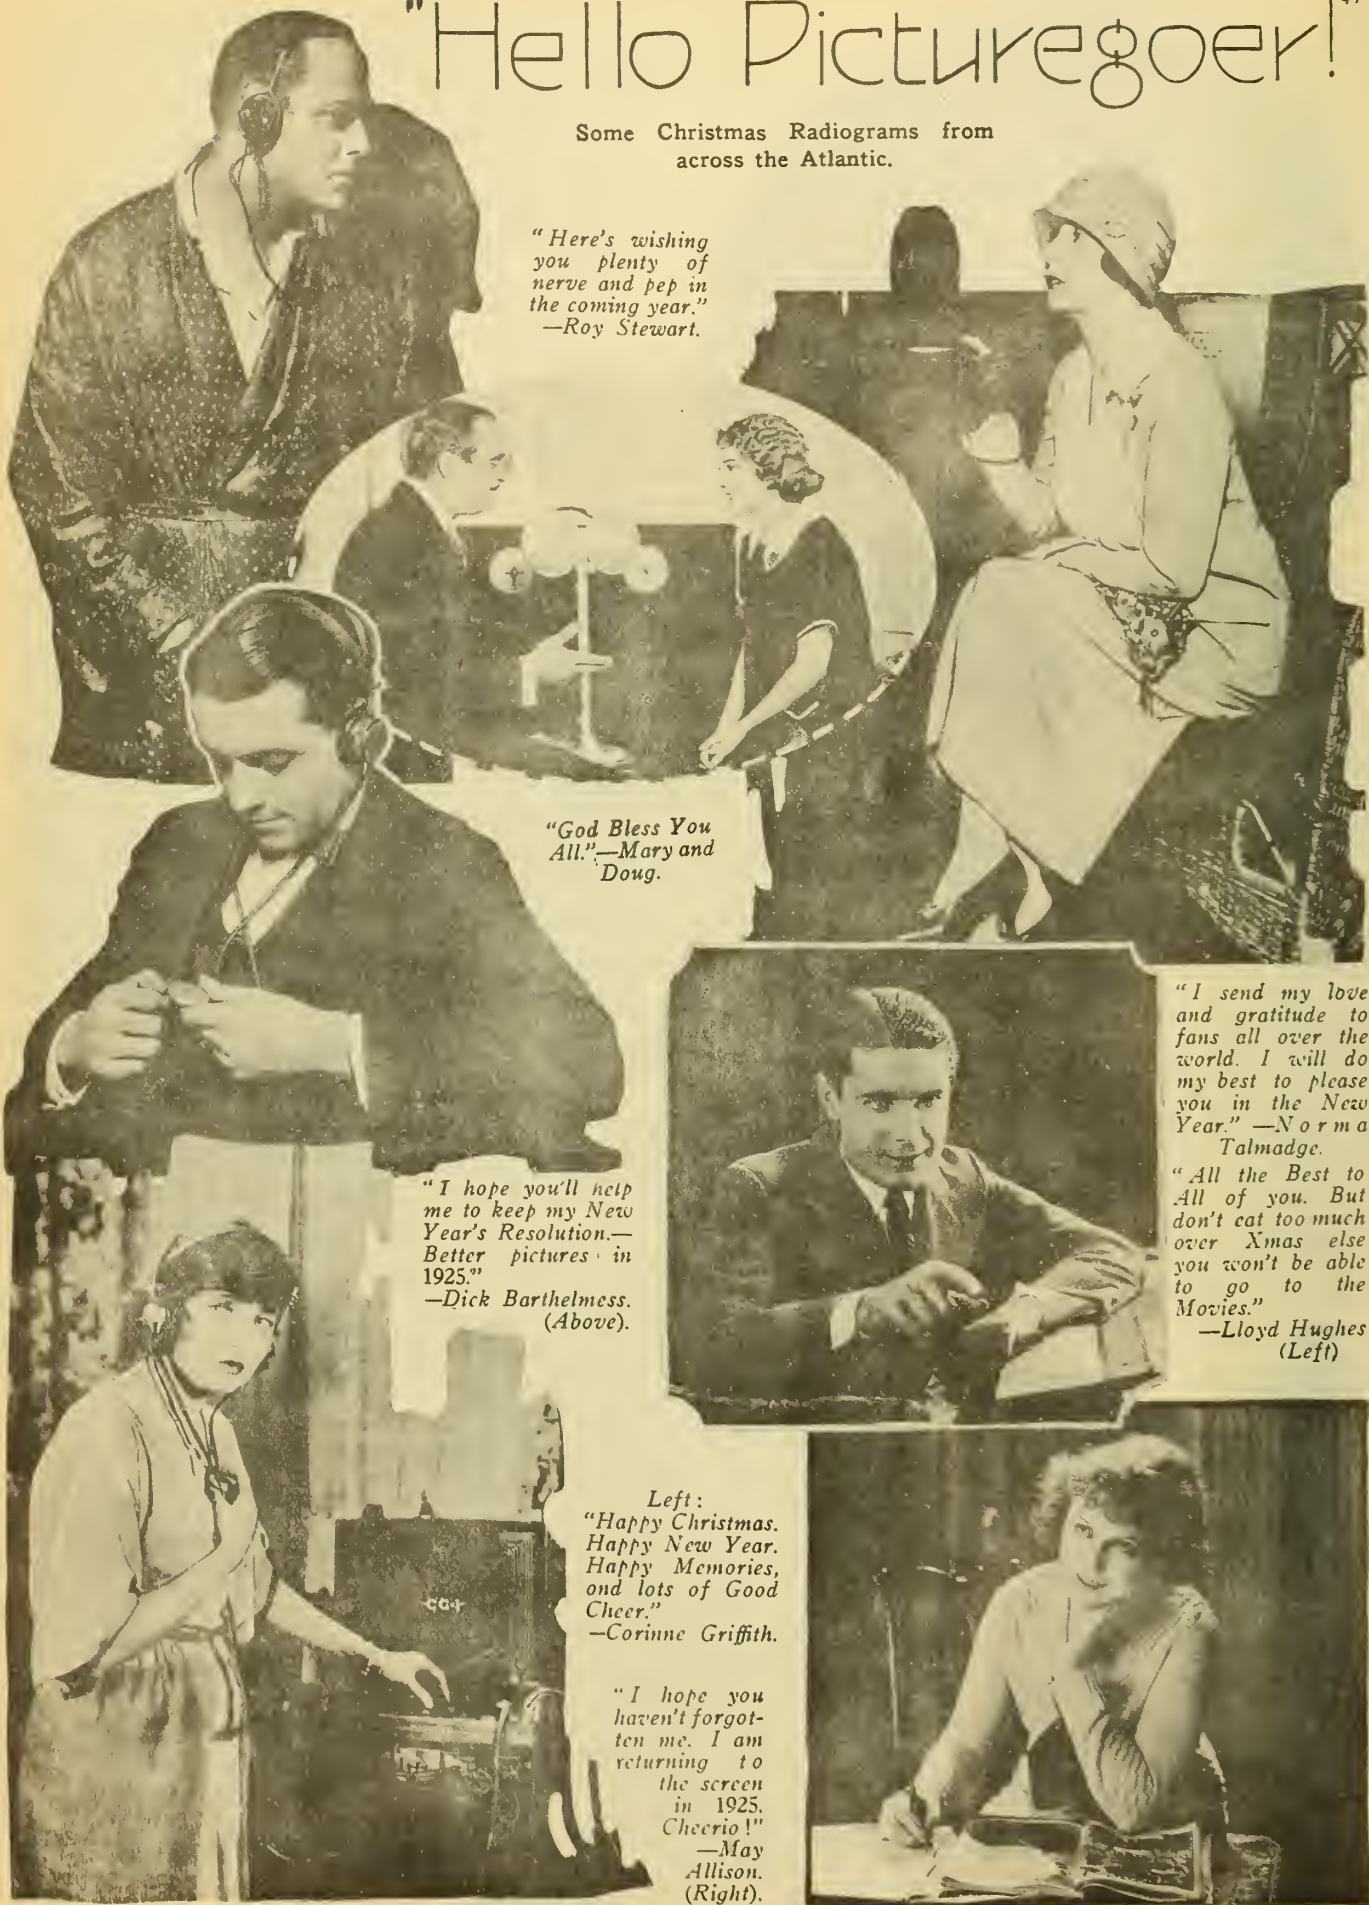 "Hello Picturegoer!"
Some Christmas Radiograms from
across the Atlantic.
"Here's wishing
you plenty of
nerve and pep in
the coming year."
—Roy Stewart.
"God Bless You
All."—Mary and
Doug.
"I send my love
and gratitude to
fans all over the
world. I will do
my best to please
you in the New
Year." —Norma
Talmadge.
"All the Best to
All of you. But
don't eat too much
over Xmas else
you won't be able
to go to the
Movies."
—Lloyd Hughes
(Left)
"I hope you'll help
me to keep my New
Year's Resolution.—
Better pictures in
1925."
—Dick Barthelmess.
(Above).
Left:
"Happy Christmas.
Happy New Year.
Happy Memories,
ond lots of Good
Cheer."
—Corinne Griffith.
"I hope you
haven't forgot-
ten me. I am
returning to
the screen
in 1925.
Cheerio!"
—May
Allison.
(Right).